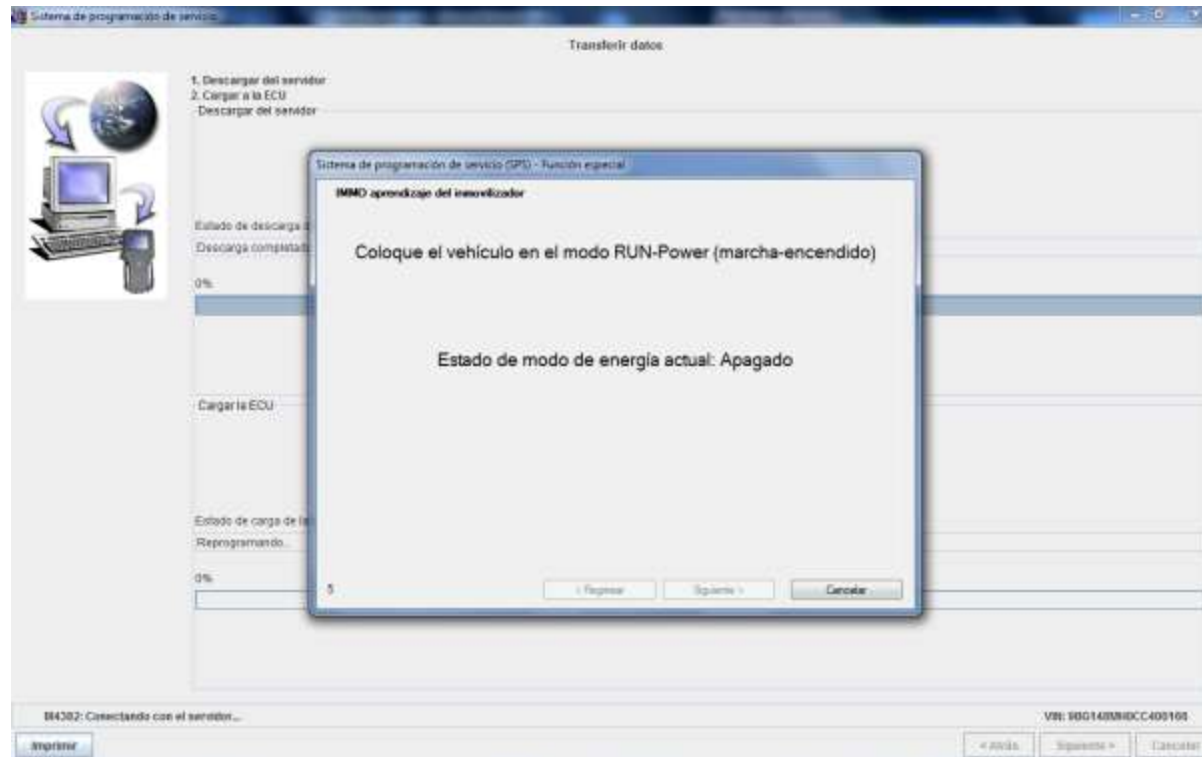 Sistema de programación de servicio
Transferir datos
1. Descargar del servidor
2. Cargar a la ECU
Descargar del servidor
Sistema de programación de servicio (SPS) - Función especial
IMMO aprendizaje del inmovilizador
Coloque el vehículo en el modo RUN-Power (marcha-encendido)
Estado de descarga
Descarga completada
0%
Estado de modo de energía actual: Apagado
Cargar la ECU
Estado de carga de la
Reprogramando...
0%
5
< Regresar
Siguiente >
Cancelar
Conectando con el servidor...
VIN:
Imprimir
< Atrás
Siguiente >
Cancelar